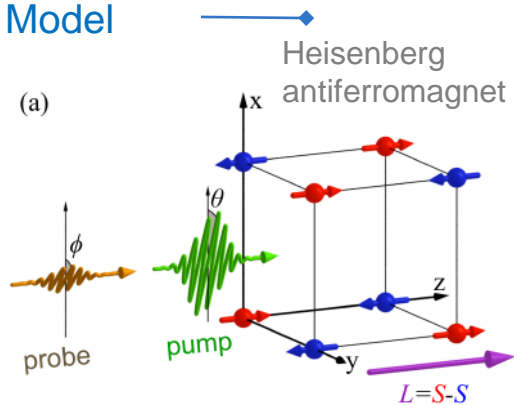 Model
Heisenberg
antiferromagnet
(a)
x
θ
ϕ
z
probe
pump
y
L=S-S